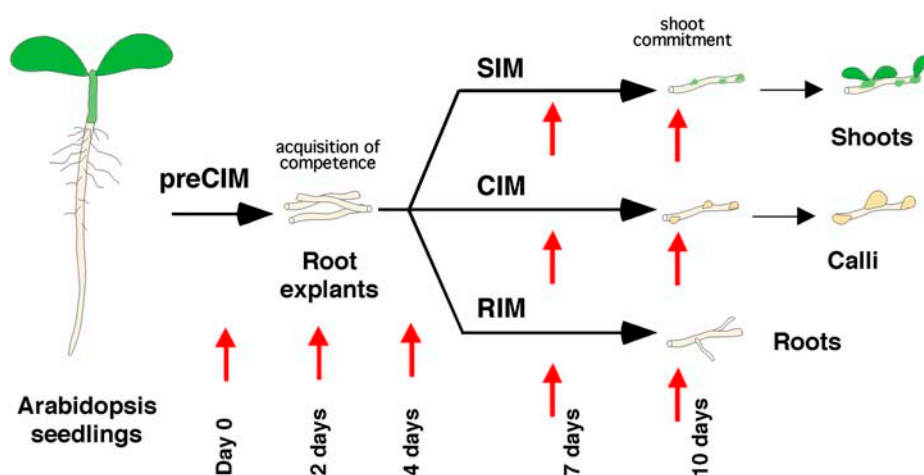 shoot
commitment
SIM
Shoots
acquisition of
competence
preCIM
CIM
Root
explants
Calli
RIM
Roots
Arabidopsis
seedlings
Day 0
2 days
4 days
7 days
10 days